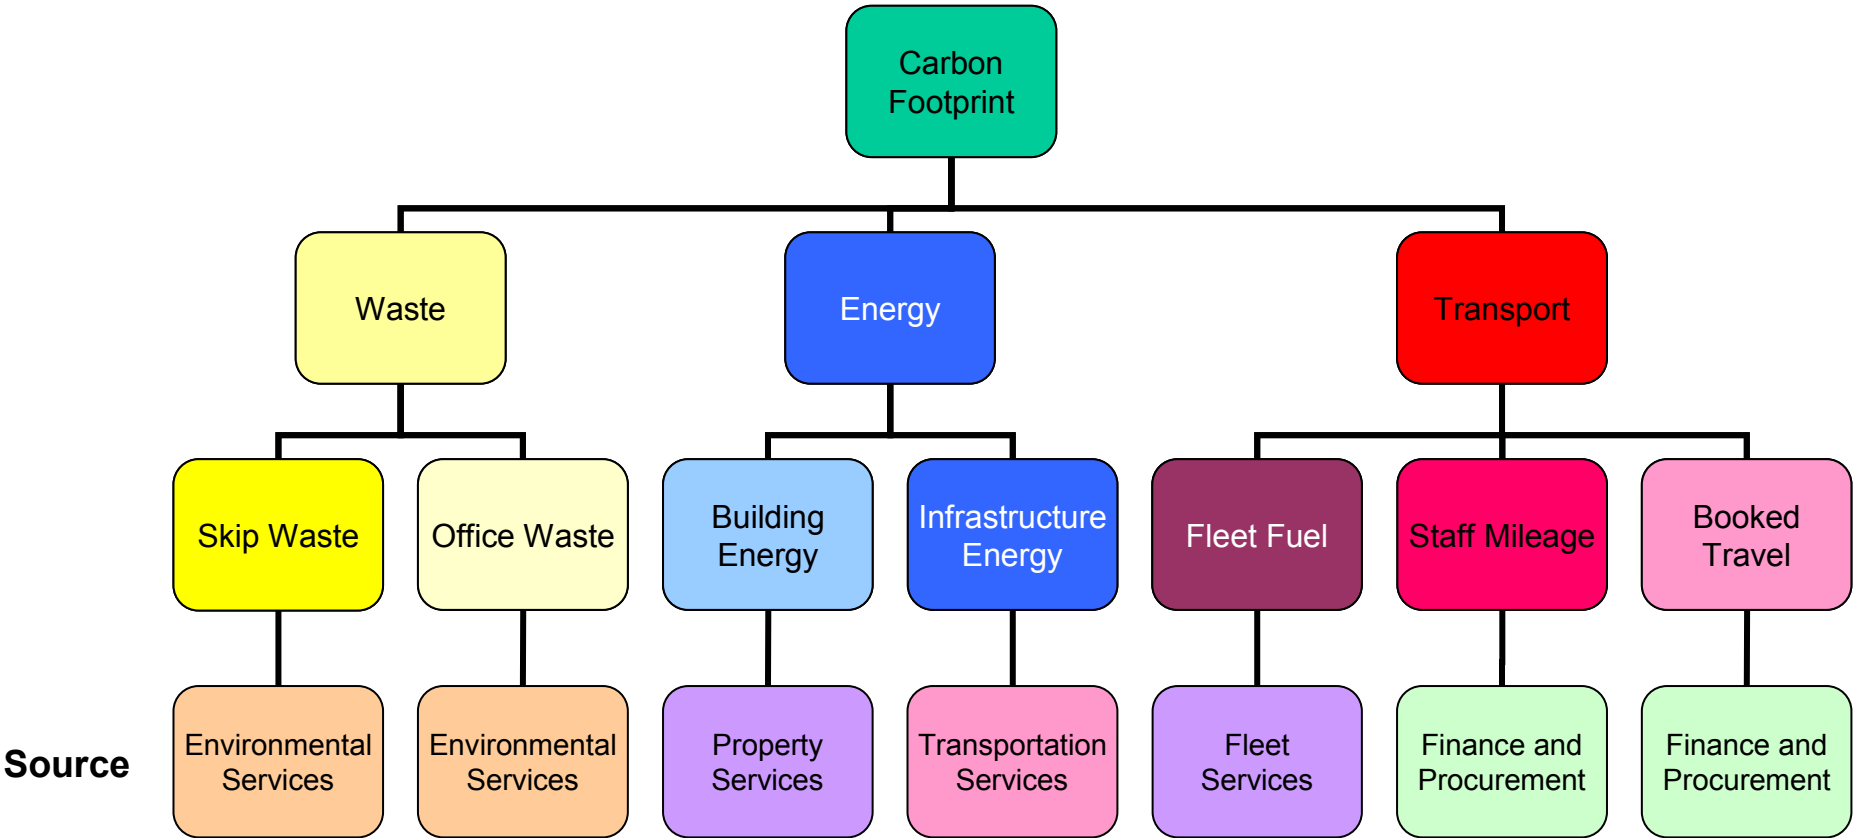 Carbon
Footprint
Waste
Energy
Transport
Skip Waste
Office Waste
Building
Energy
Infrastructure
Energy
Fleet Fuel
Staff Mileage
Booked
Travel
Source
Environmental
Services
Environmental
Services
Property
Services
Transportation
Services
Fleet
Services
Finance and
Procurement
Finance and
Procurement